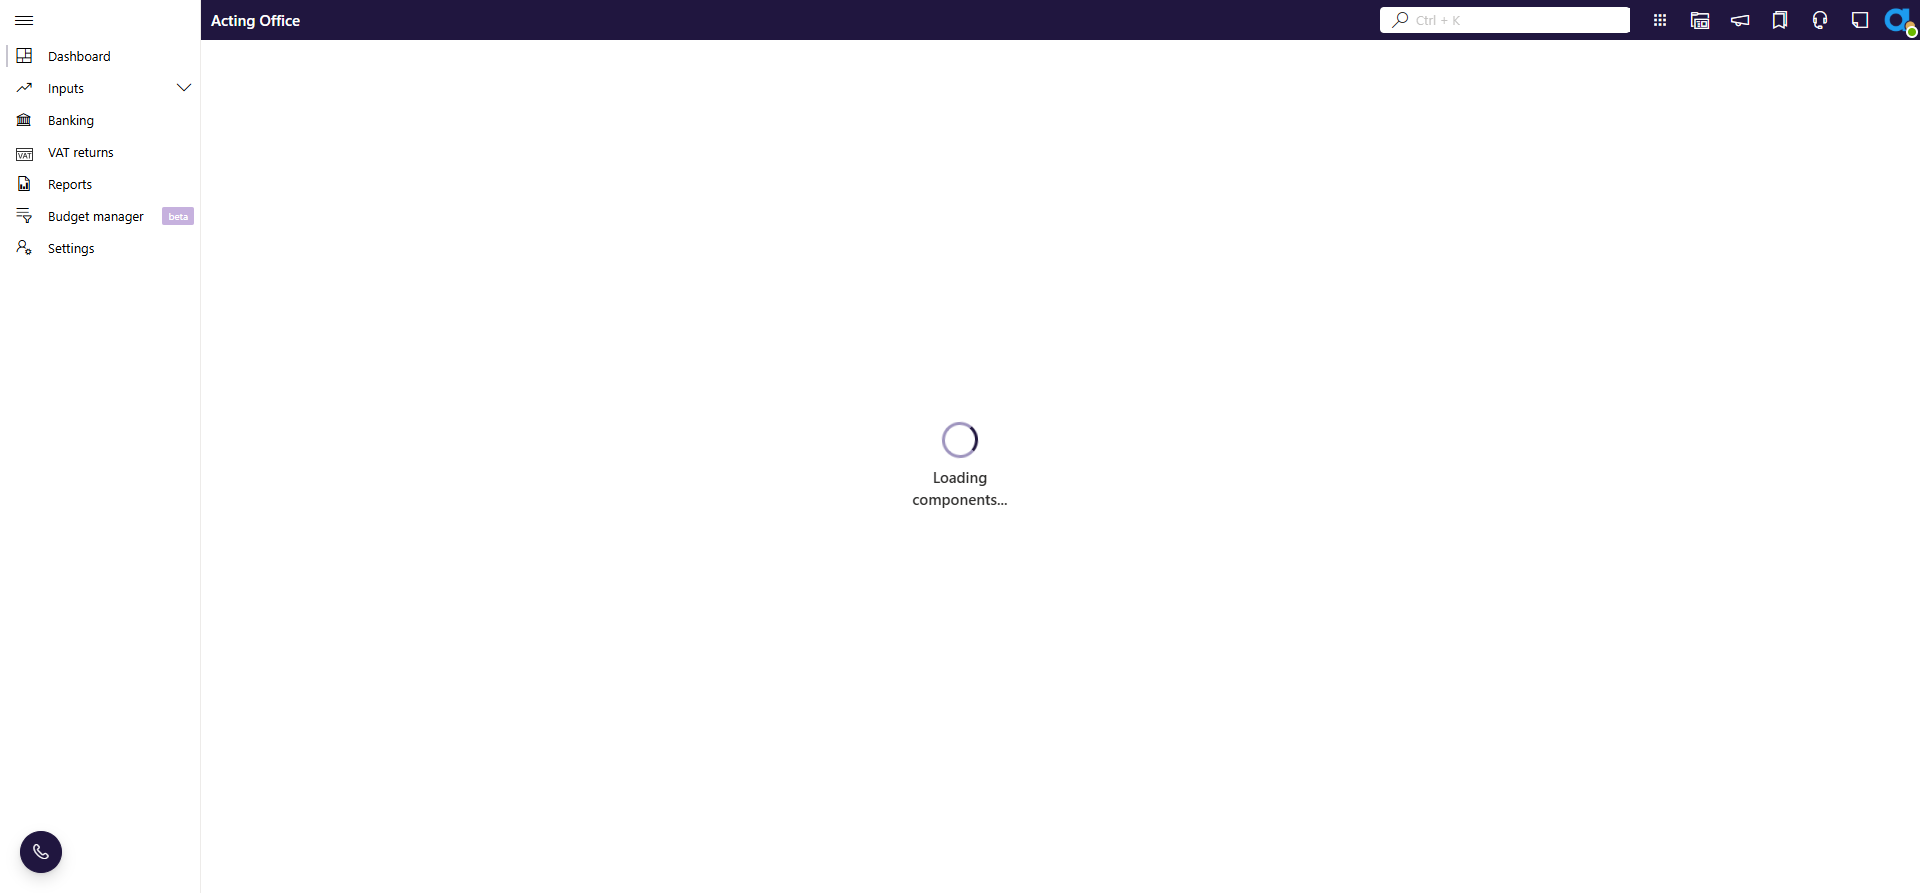 Acting Office
Ctrl + K
Dashboard
Inputs
Banking
VAT
VAT returns
Reports
Budget manager
beta
Settings
Loading
components...